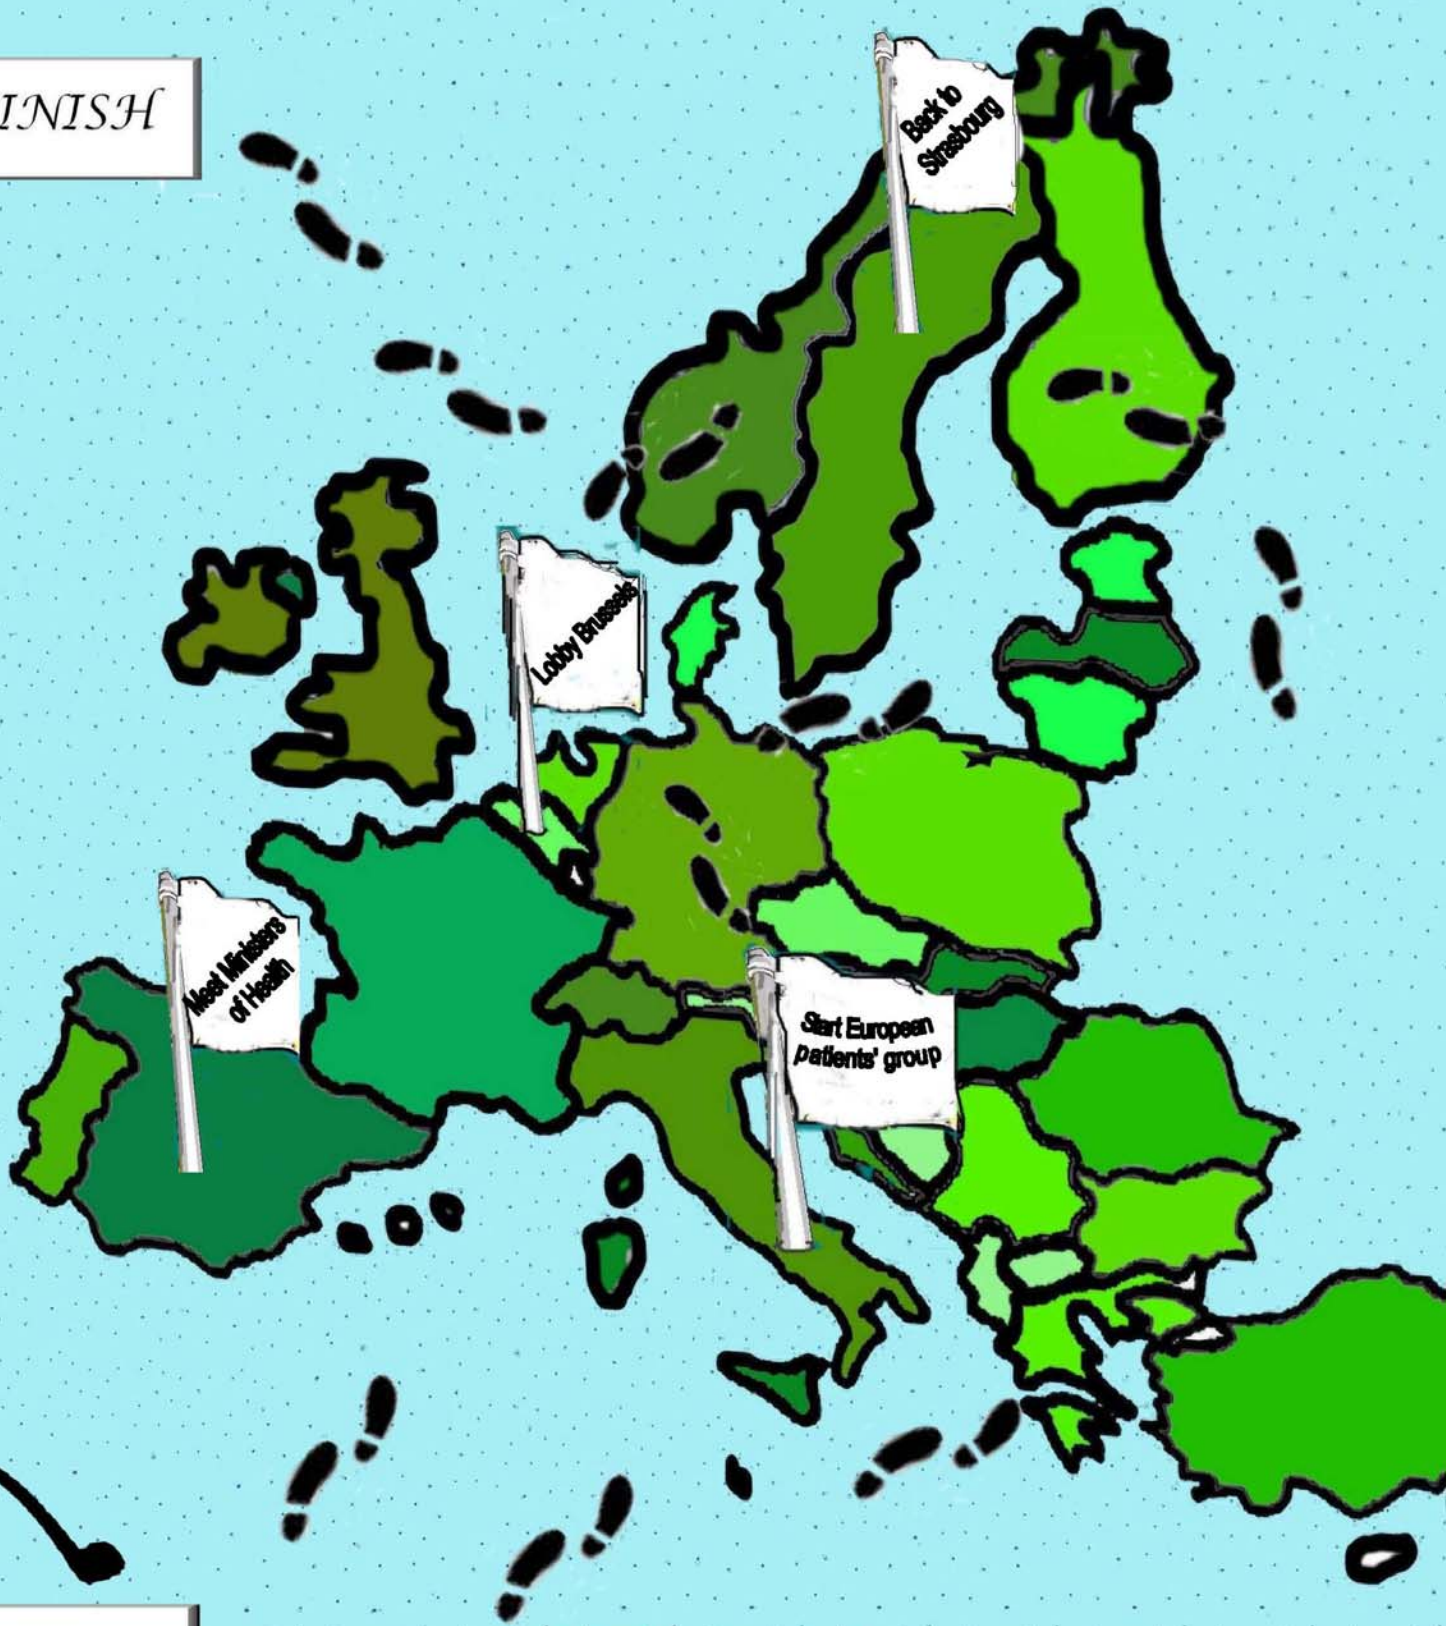 INISH
Back to
Strasbourg
Lobby Brussels
Meet Ministers
of Health
Start European
patients' group